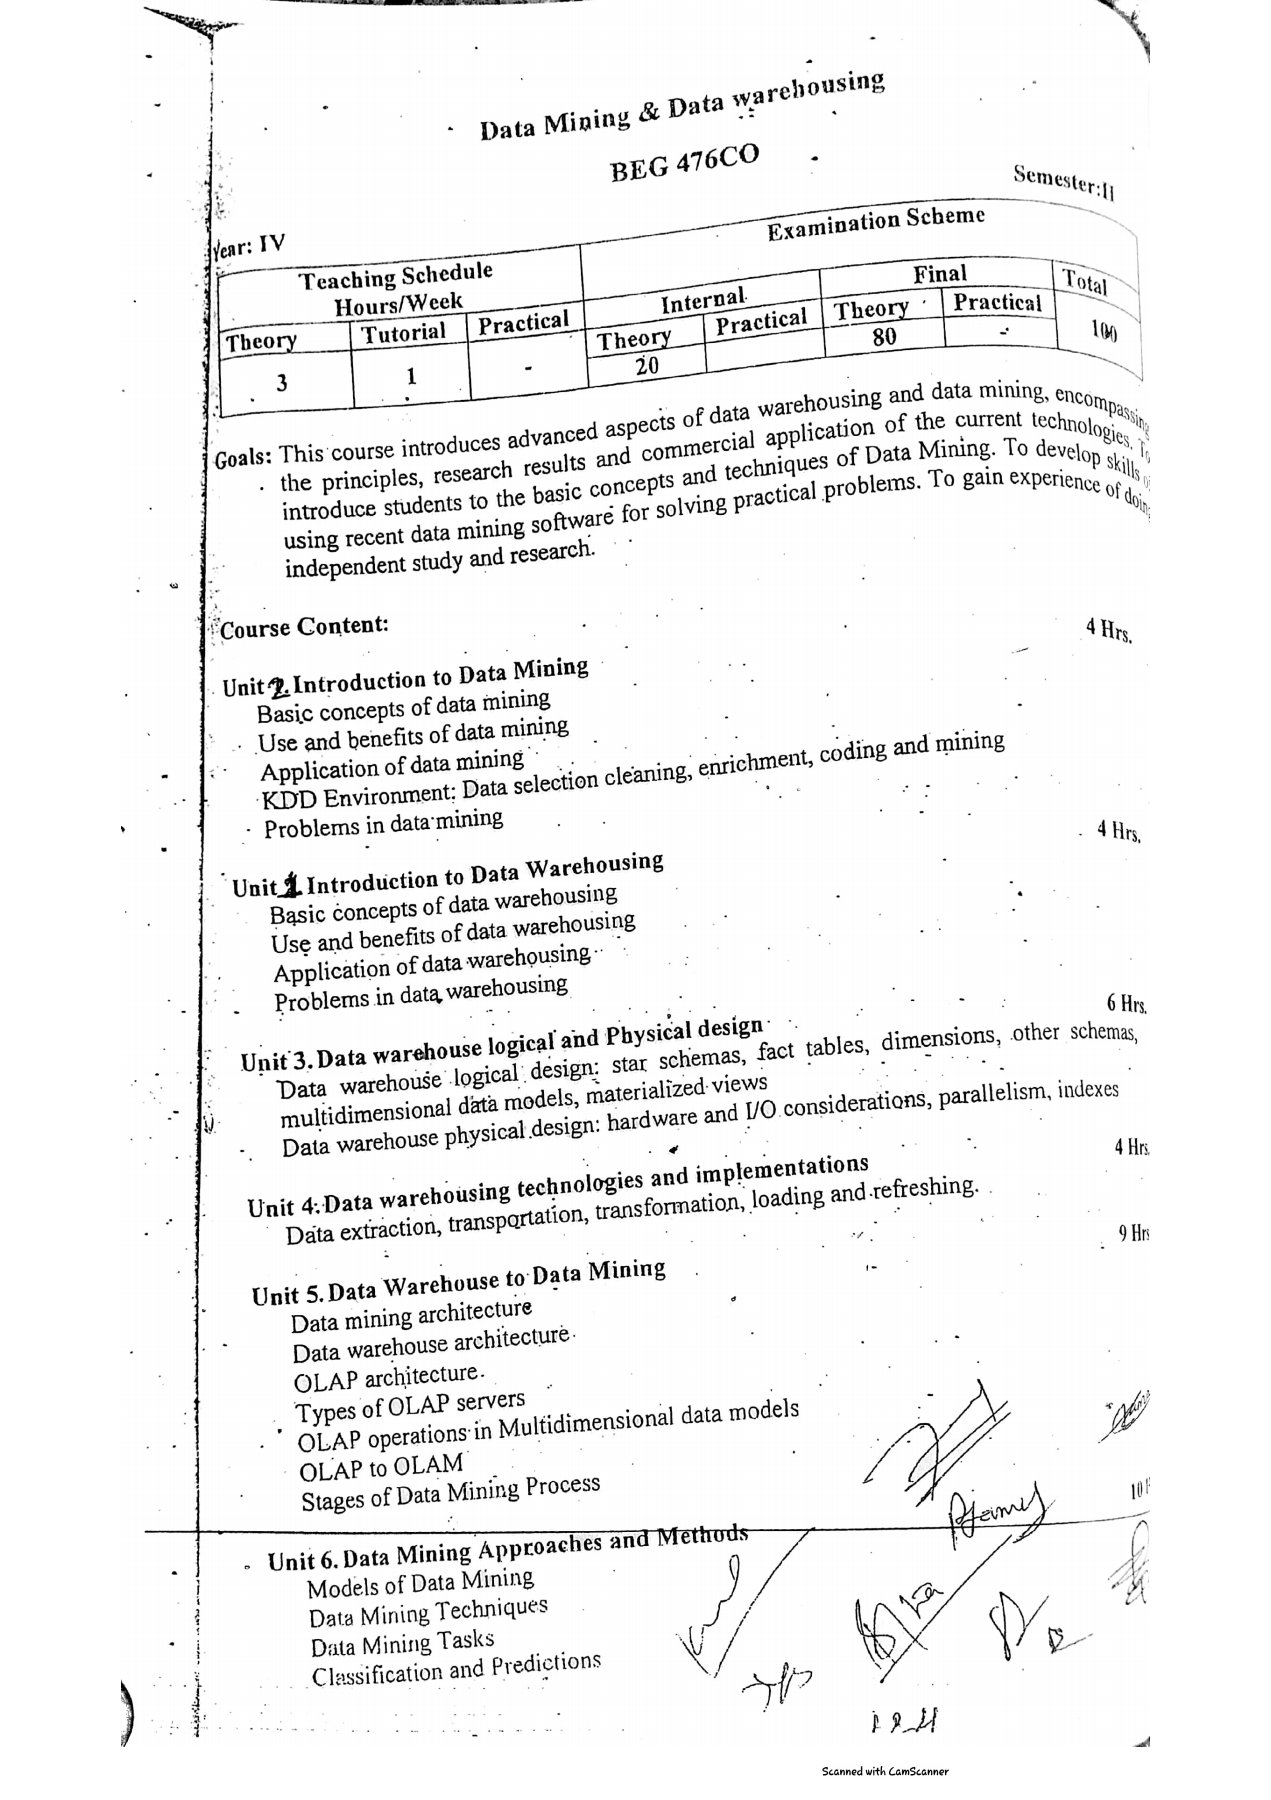 Data Mining & Data warehousing
BEG 476CO
Year: IV
Semester:II
Teaching Schedule
Hours/Week
Examination Scheme
Theory
Tutorial
Practical
Internal
Final
Total
Theory
Practical
Theory
Practical
3
1
-
20
80
-
100
Goals: This course introduces advanced aspects of data warehousing and data mining, encompassing
the principles, research results and commercial application of the current technologies. To
introduce students to the basic concepts and techniques of Data Mining. To develop skills of
using recent data mining software for solving practical problems. To gain experience of doing
independent study and research.
Course Content:
4 Hrs.
Unit 2. Introduction to Data Mining
Basic concepts of data mining
Use and benefits of data mining
Application of data mining
KDD Environment: Data selection cleaning, enrichment, coding and mining
Problems in data mining
4 Hrs.
Unit 1 Introduction to Data Warehousing
Basic concepts of data warehousing
Use and benefits of data warehousing
Application of data warehousing
Problems in data warehousing
6 Hrs.
Unit 3. Data warehouse logical and Physical design
Data warehouse logical design: star schemas, fact tables, dimensions, other schemas,
multidimensional data models, materialized views
Data warehouse physical design: hardware and I/O considerations, parallelism, indexes
4 Hrs.
Unit 4. Data warehousing technologies and implementations
Data extraction, transportation, transformation, loading and refreshing.
9 Hrs
Unit 5. Data Warehouse to Data Mining
Data mining architecture
Data warehouse architecture
OLAP architecture
Types of OLAP servers
OLAP operations in Multidimensional data models
OLAP to OLAM
Stages of Data Mining Process
10 H
Unit 6. Data Mining Approaches and Methods
Models of Data Mining
Data Mining Techniques
Data Mining Tasks
Classification and Predictions
Scanned with CamScanner